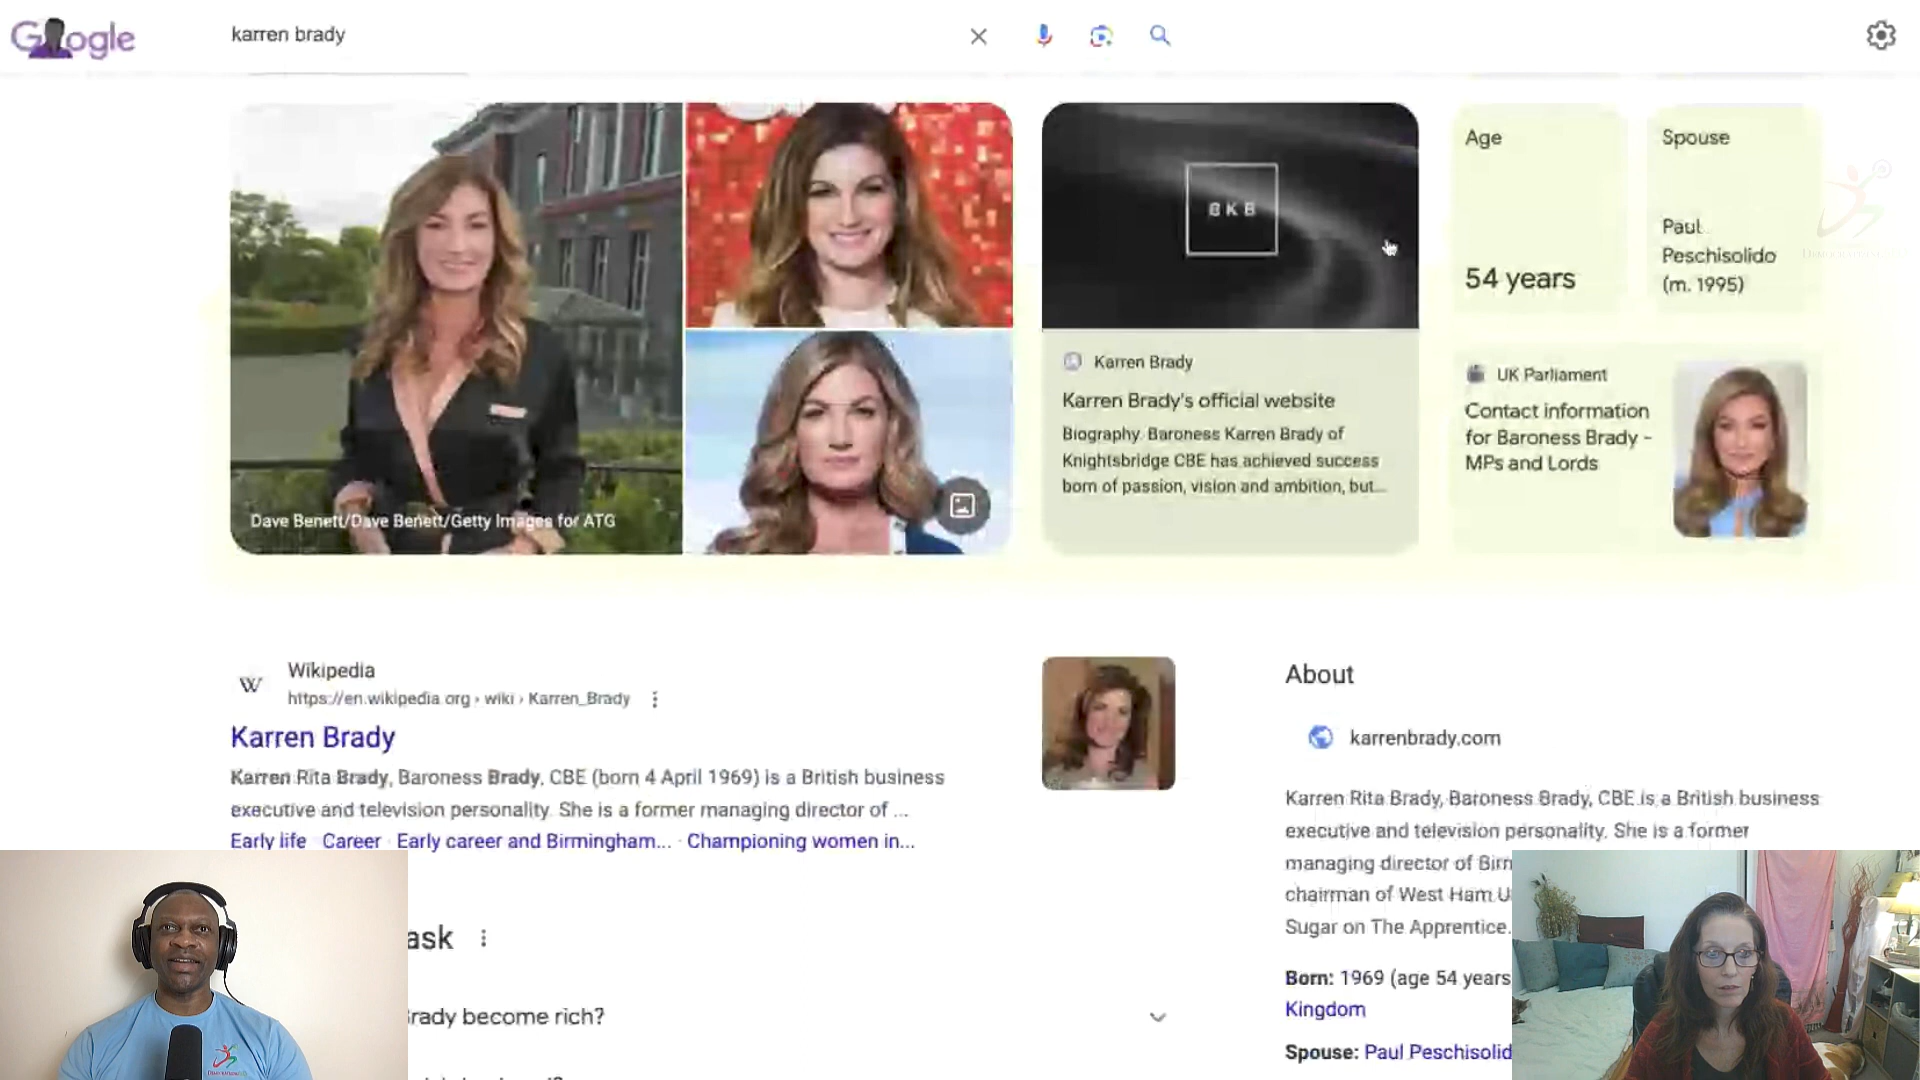 Google
karren brady
Dave Benett/Dave Benett/Getty Images for ATG
BKB
Karren Brady
Karren Brady's official website
Biography. Baroness Karren Brady of
Knightsbridge CBE has achieved success
born of passion, vision and ambition, but...
Age
54 years
Spouse
Paul
Peschisolido
(m. 1995)
UK Parliament
Contact information
for Baroness Brady -
MPs and Lords
Wikipedia
https://en.wikipedia.org › wiki › Karren_Brady
Karren Brady
Karren Rita Brady, Baroness Brady, CBE (born 4 April 1969) is a British business
executive and television personality. She is a former managing director of ...
Early life · Career · Early career and Birmingham... · Championing women in...
ask
Brady become rich?
About
karrenbrady.com
Karren Rita Brady, Baroness Brady, CBE is a British business
executive and television personality. She is a former
managing director of Birm
chairman of West Ham U
Sugar on The Apprentice.
Born: 1969 (age 54 years
Kingdom
Spouse: Paul Peschisolid